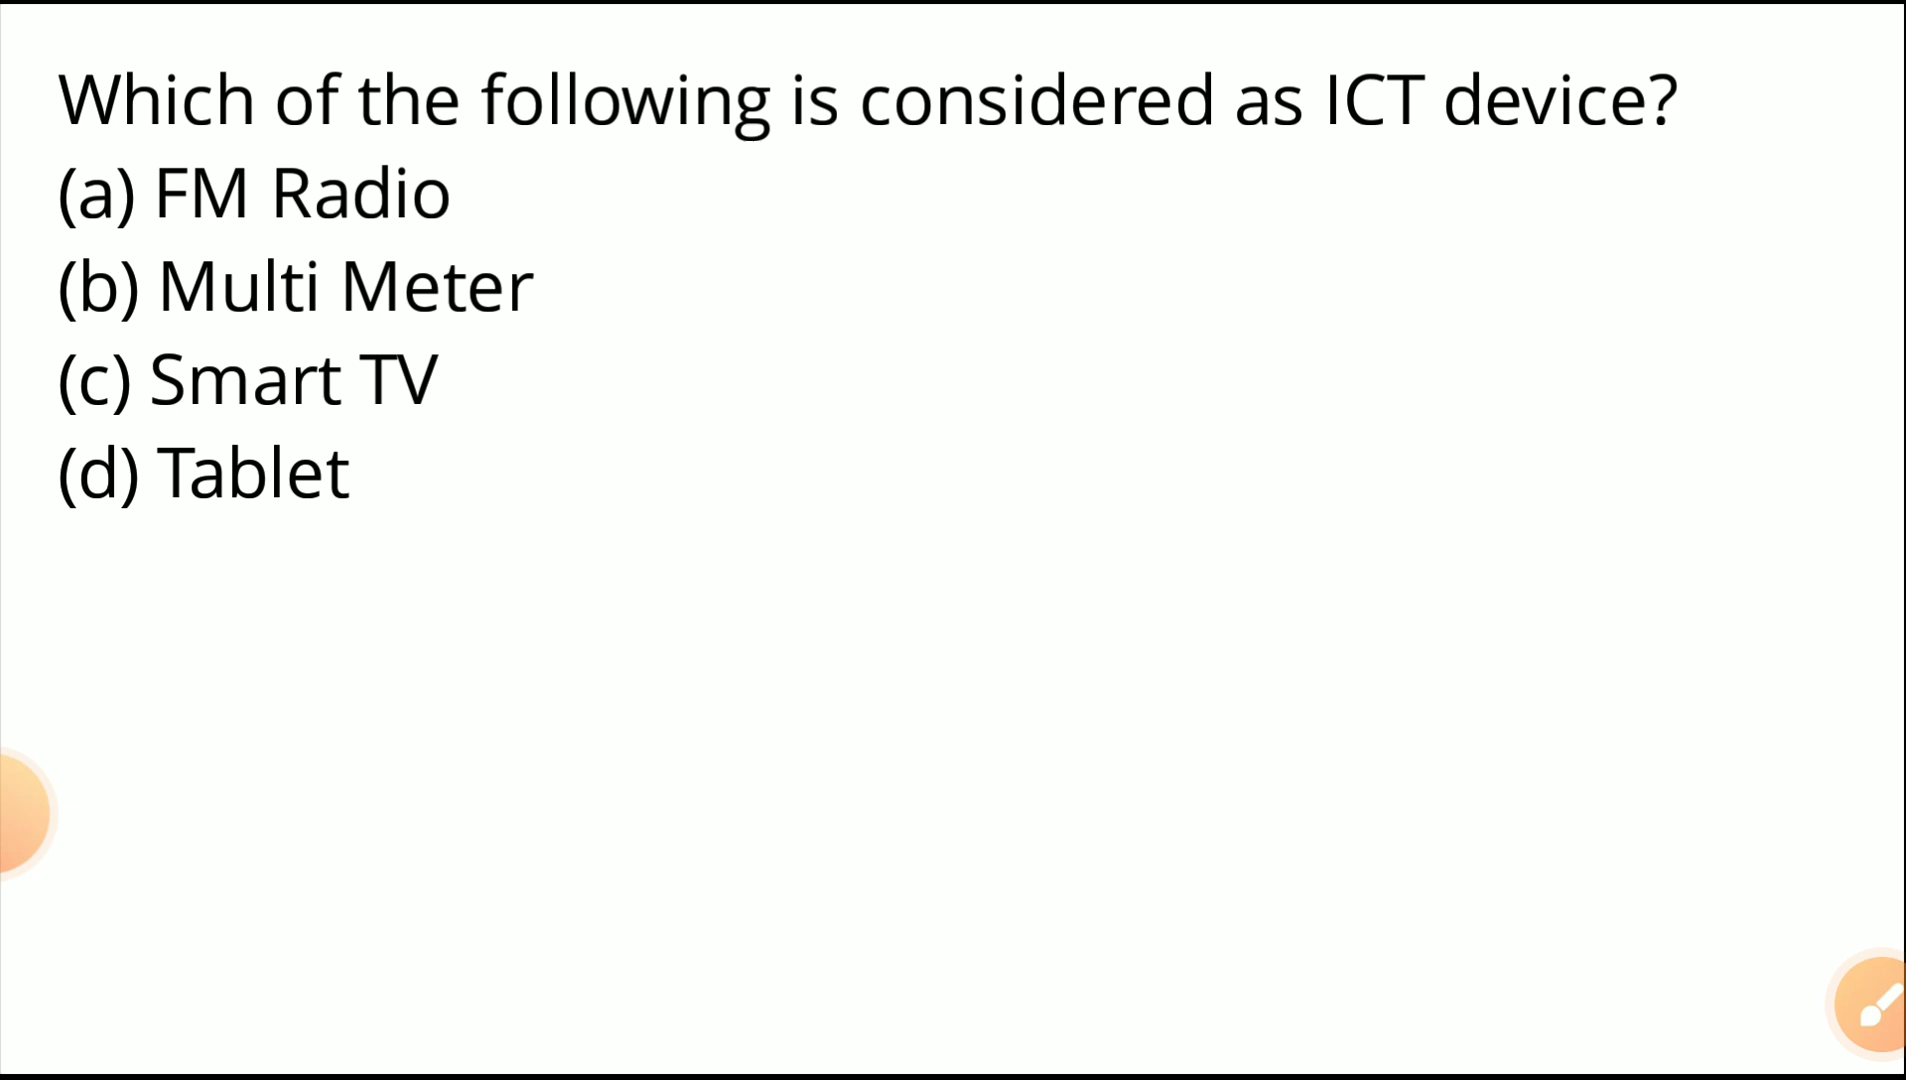 Which of the following is considered as ICT device?
(a) FM Radio
(b) Multi Meter
(c) Smart TV
(d) Tablet